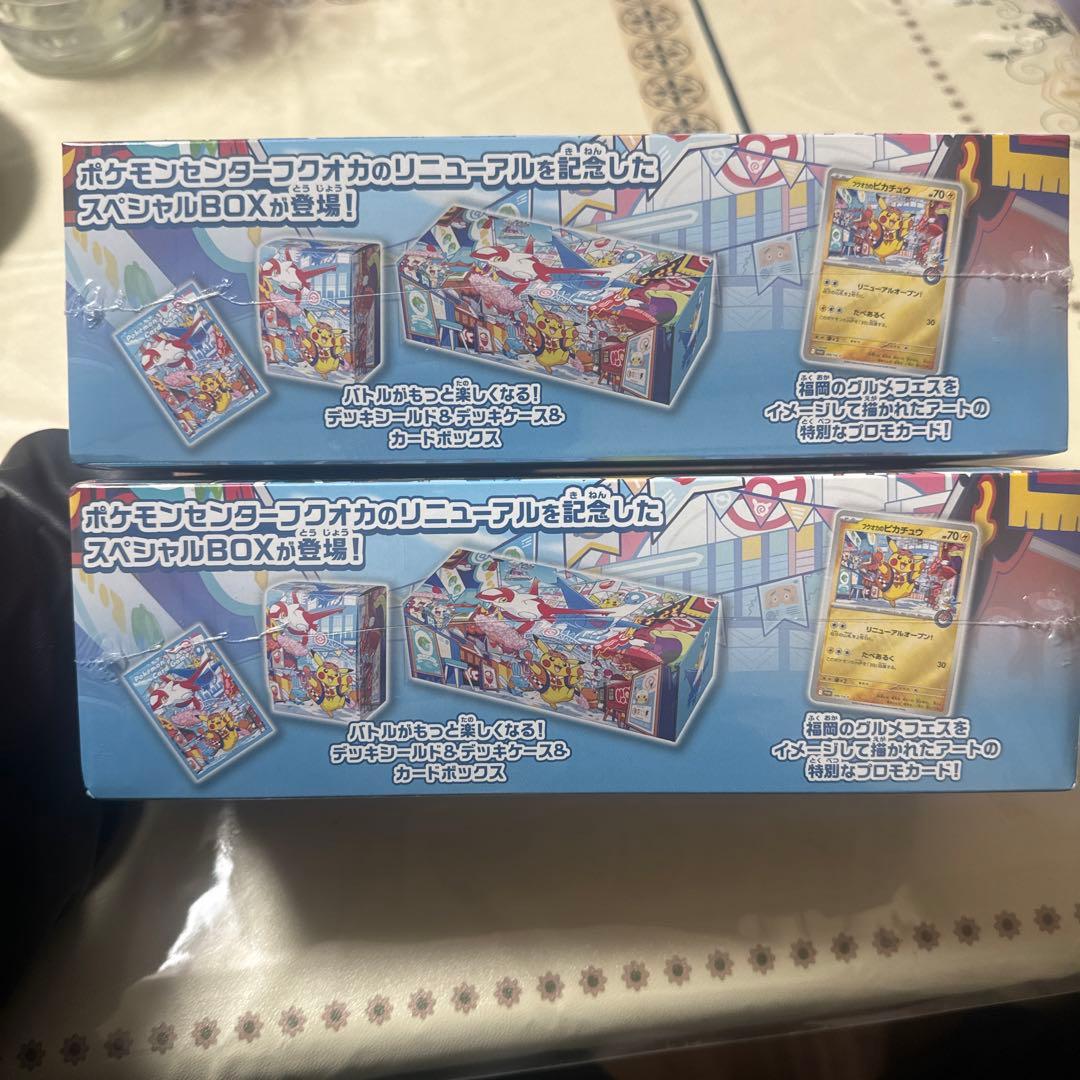 ポケモンセンターフクオカのリニューアルを記念した
スペシャルBOXが登場!
バトルがもっと楽しくなる!
デッキシールド&デッキケース&
カードボックス
フクオカのピカチュウ
HP70
リニューアルオープン!
たべあるく
30
福岡のグルメフェスを
イメージして描かれたアートの
特別なプロモカード!
ポケモンセンターフクオカのリニューアルを記念した
スペシャルBOXが登場!
バトルがもっと楽しくなる!
デッキシールド&デッキケース&
カードボックス
フクオカのピカチュウ
HP70
リニューアルオープン!
たべあるく
30
福岡のグルメフェスを
イメージして描かれたアートの
特別なプロモカード!